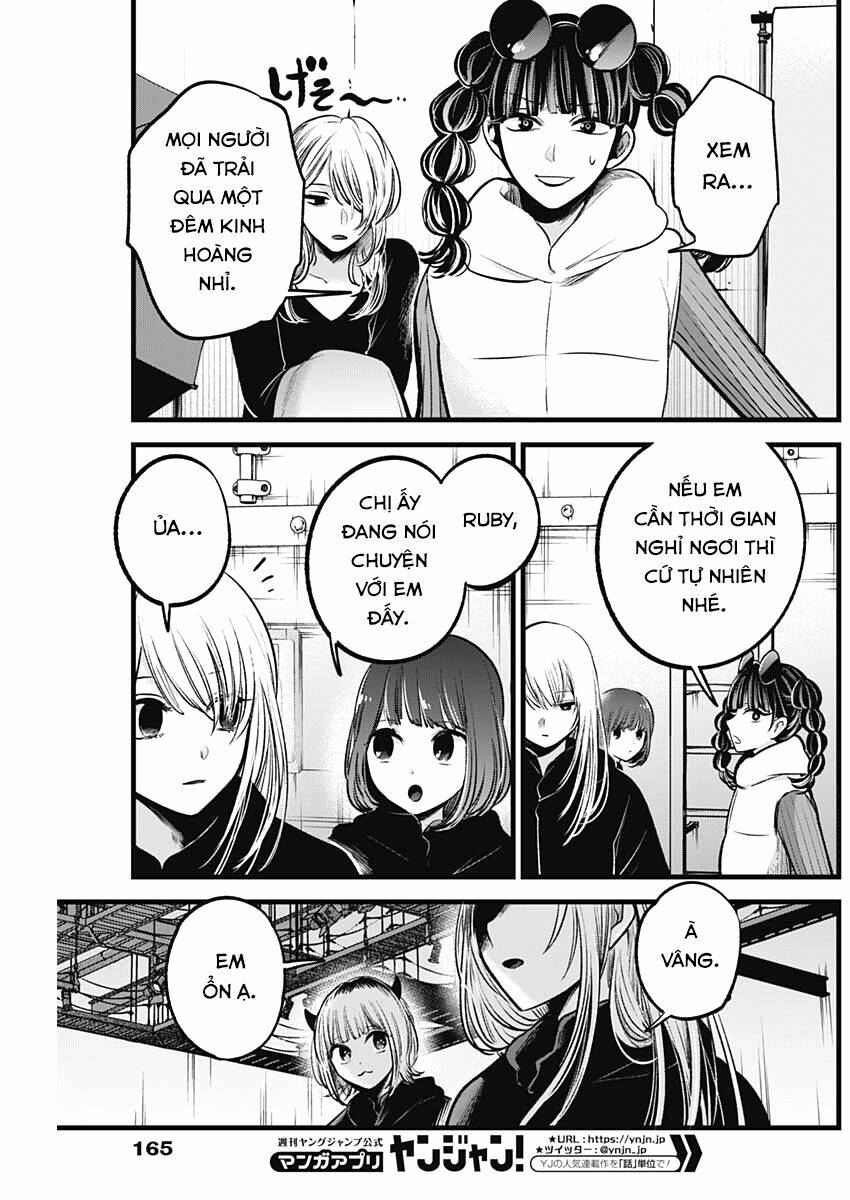 XEM
RA...
げそ〜...
MỌI NGƯỜI
ĐÃ TRẢI
QUA MỘT
ĐÊM KINH
HOÀNG
NHỈ.
NẾU EM
CẦN THỜI GIAN
NGHỈ NGƠI THÌ
CỨ TỰ NHIÊN
NHÉ.
RUBY,
CHỊ ẤY
ĐANG NÓI
CHUYỆN
VỚI EM
ĐẤY.
ỦA...
À
VÂNG.
EM
ỔN Ạ.
165
週刊ヤングジャンプ公式
マンガアプリ
ヤンジャン!
★URL:https://ynjn.jp
★ツイッター:@ynjn_jp
YJの人気連載作を「話」単位で!